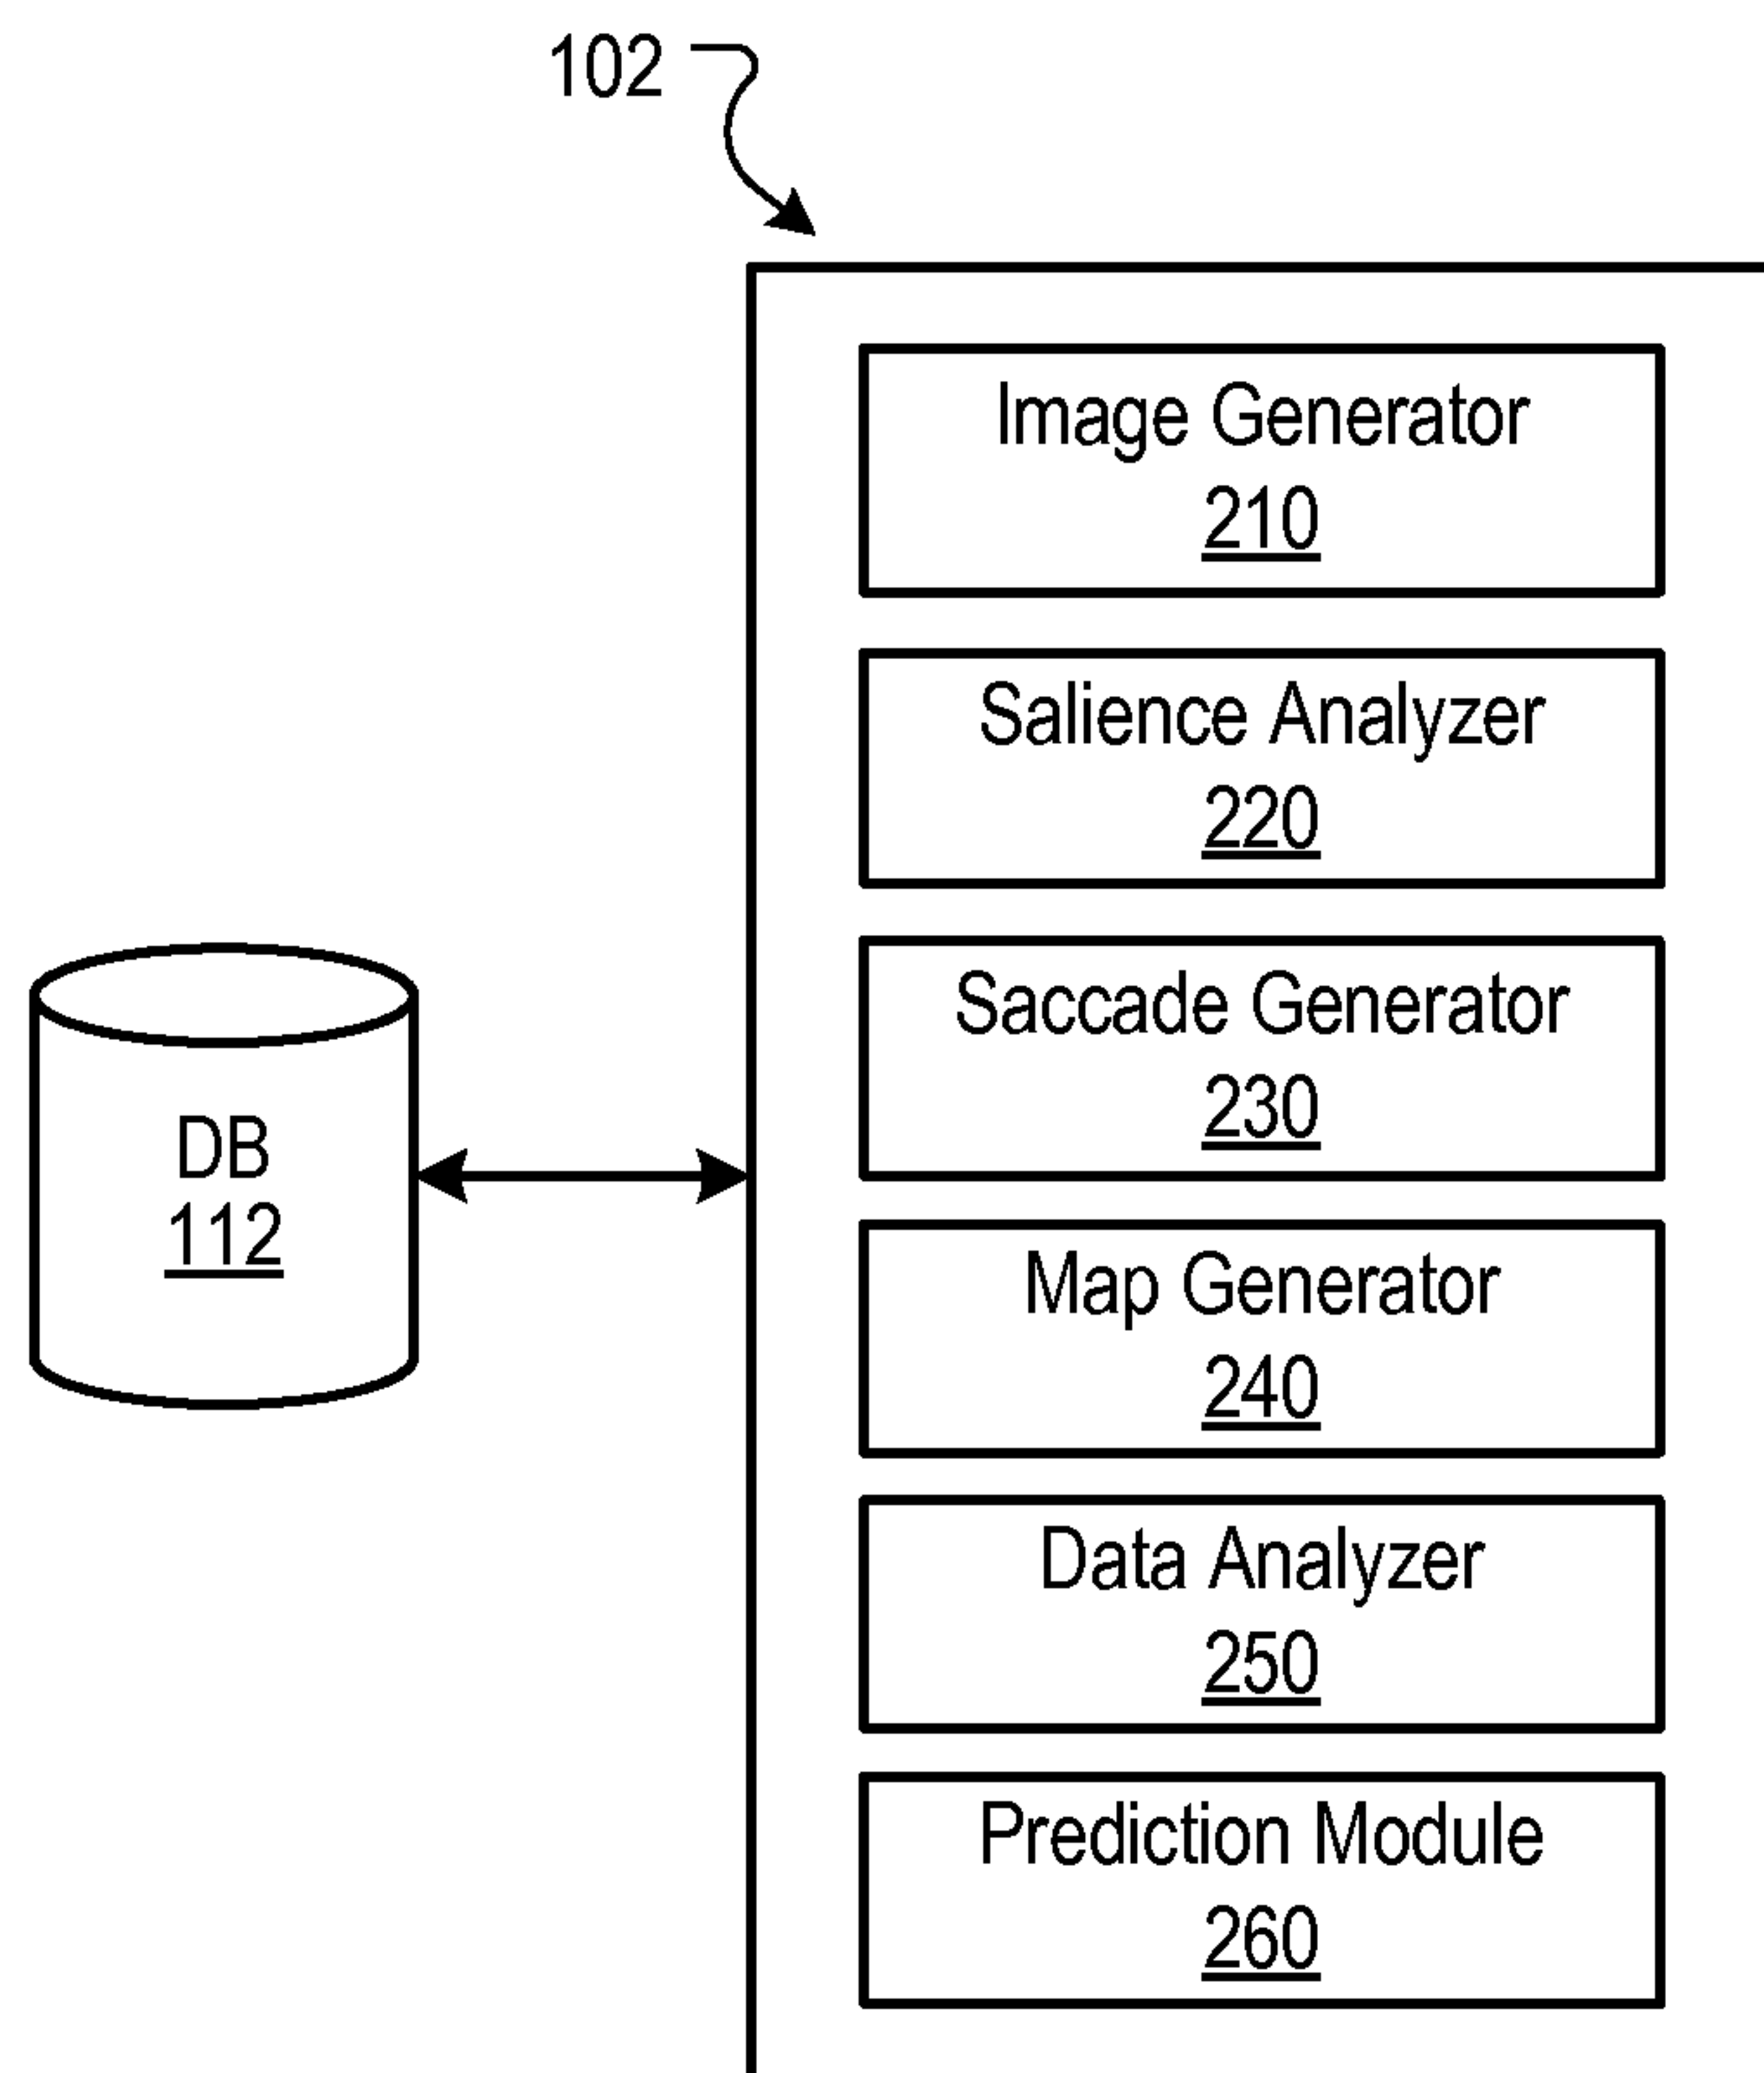 102
Image Generator
210
Salience Analyzer
220
Saccade Generator
230
DB
112
Map Generator
240
Data Analyzer
250
Prediction Module
260